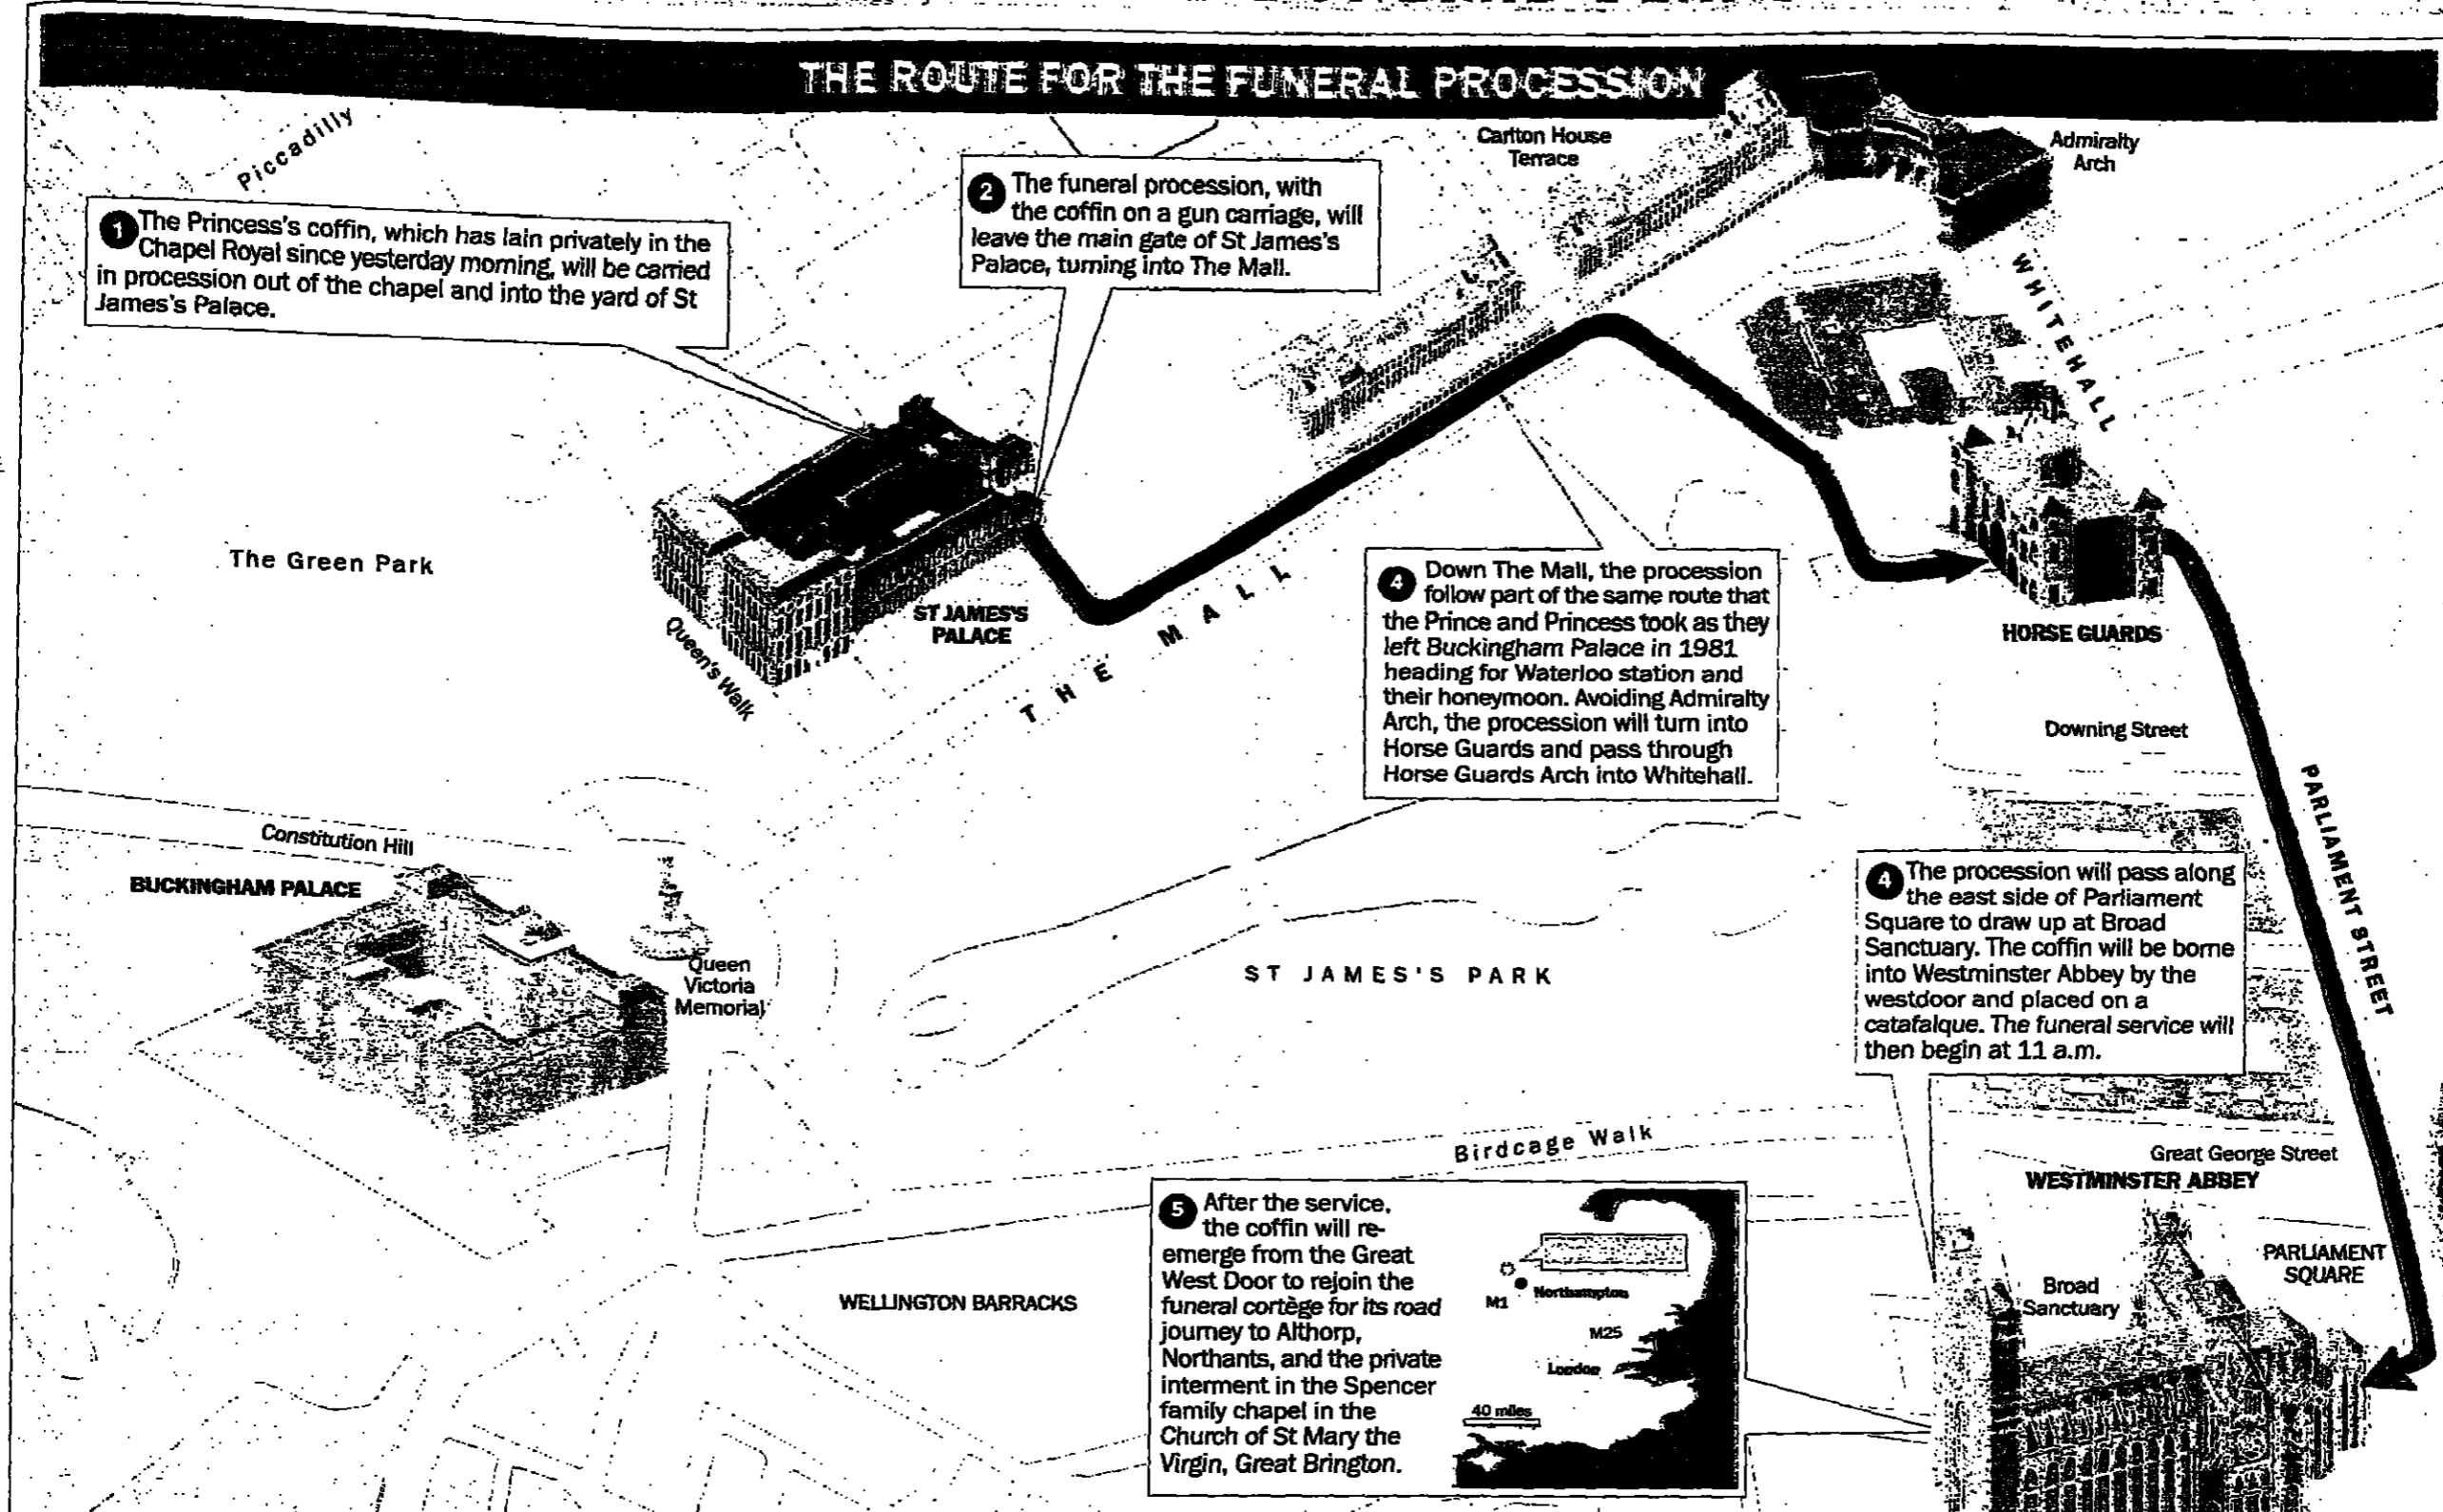 THE ROUTE FOR THE FUNERAL PROCESSION
Piccadilly
Carlton House
Terrace
Admiralty
Arch
1 The Princess's coffin, which has lain privately in the
Chapel Royal since yesterday morning, will be carried
in procession out of the chapel and into the yard of St
James's Palace.
2 The funeral procession, with
the coffin on a gun carriage, will
leave the main gate of St James's
Palace, turning into The Mall.
WHITEHALL
The Green Park
ST JAMES'S
PALACE
Queen's Walk
THE MALL
4 Down The Mall, the procession
follow part of the same route that
the Prince and Princess took as they
left Buckingham Palace in 1981
heading for Waterloo station and
their honeymoon. Avoiding Admiralty
Arch, the procession will turn into
Horse Guards and pass through
Horse Guards Arch into Whitehall.
HORSE GUARDS
Downing Street
PARLIAMENT STREET
Constitution Hill
BUCKINGHAM PALACE
Queen
Victoria
Memorial
ST JAMES'S PARK
4 The procession will pass along
the east side of Parliament
Square to draw up at Broad
Sanctuary. The coffin will be borne
into Westminster Abbey by the
westdoor and placed on a
catafalque. The funeral service will
then begin at 11 a.m.
Birdcage Walk
Great George Street
WESTMINSTER ABBEY
PARLIAMENT
SQUARE
Broad
Sanctuary
WELLINGTON BARRACKS
5 After the service,
the coffin will re-
emerge from the Great
West Door to rejoin the
funeral cortège for its road
journey to Althorp,
Northants, and the private
interment in the Spencer
family chapel in the
Church of St Mary the
Virgin, Great Brington.
Northampton
M1
M25
London
40 miles